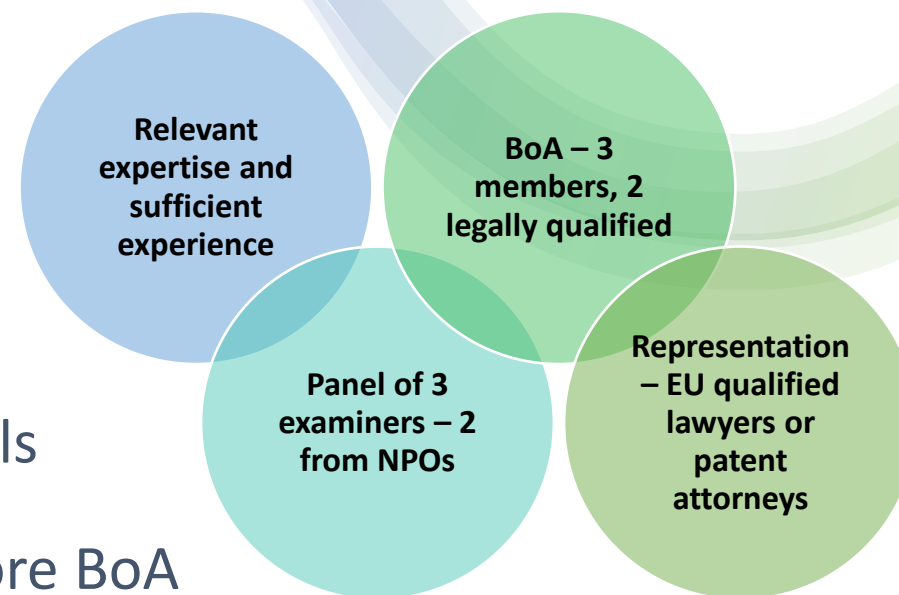 Relevant
expertise and
sufficient
experience
BoA – 3
members, 2
legally qualified
Panel of 3
examiners – 2
from NPOs
Representation
– EU qualified
lawyers or
patent
attorneys
ls
ore BoA